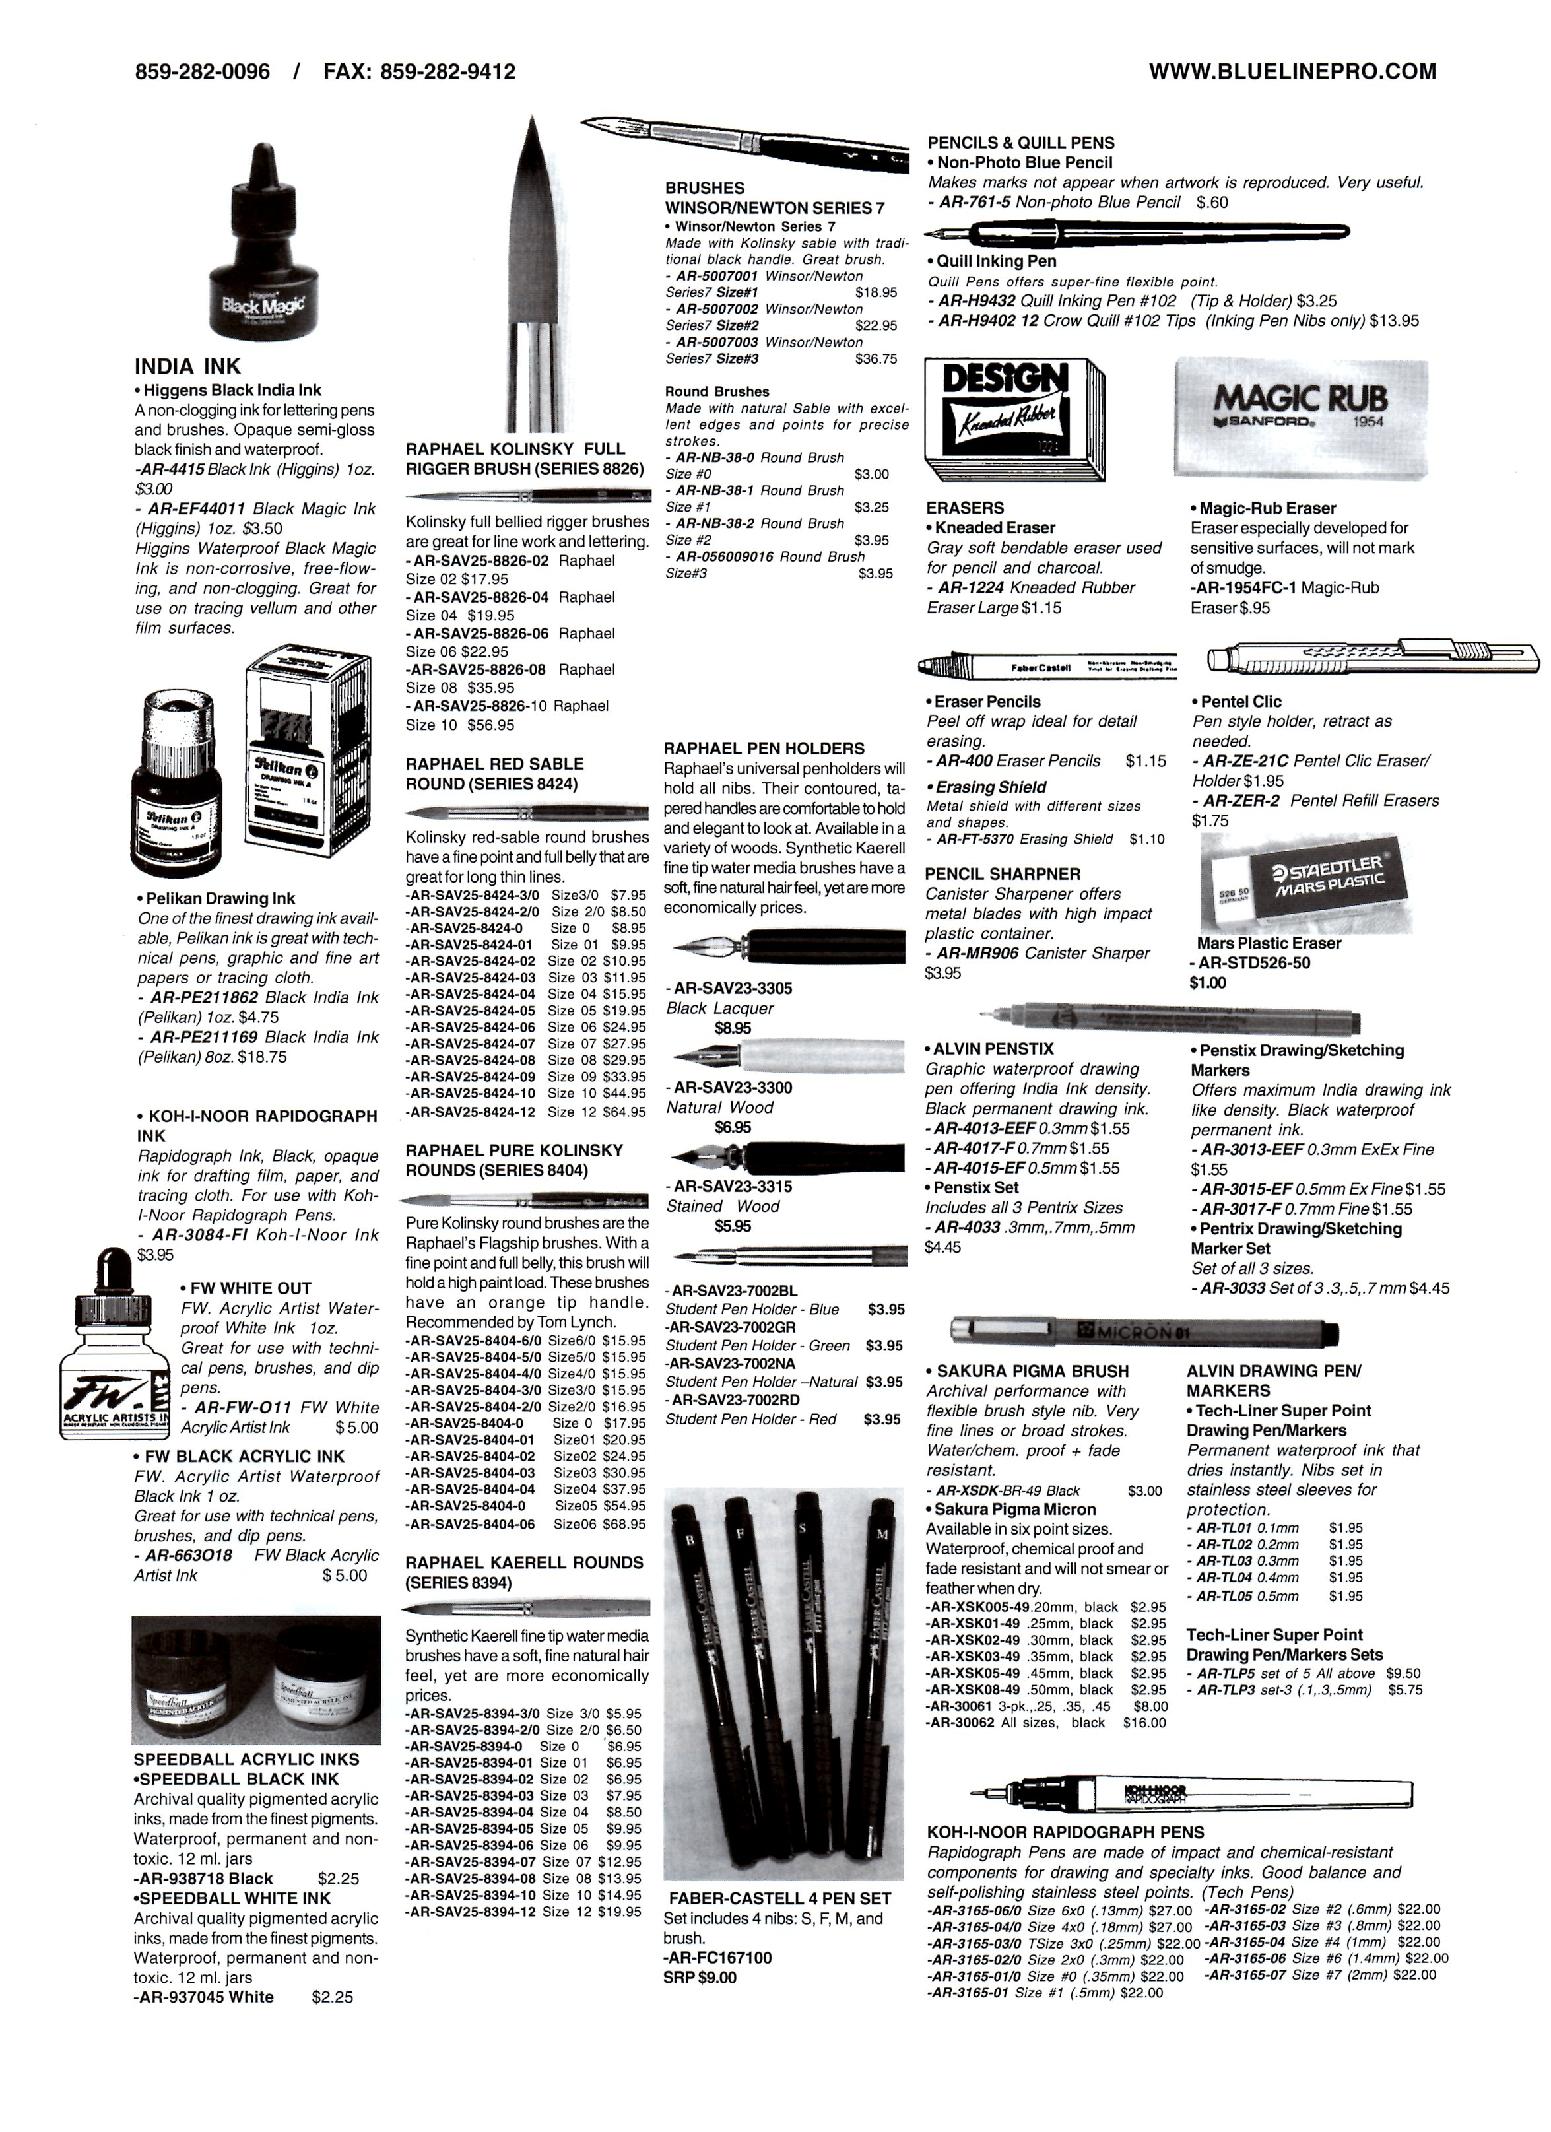 859-282-0096 / FAX: 859-282-9412
WWW.BLUELINEPRO.COM
Higgins
Black Magic
INDIA INK
• Higgens Black India Ink
A non-clogging ink for lettering pens
and brushes. Opaque semi-gloss
black finish and waterproof.
-AR-4415 Black Ink (Higgins) 1oz.
$3.00
- AR-EF44011 Black Magic Ink
(Higgins) 1oz. $3.50
Higgins Waterproof Black Magic
Ink is non-corrosive, free-flow-
ing, and non-clogging. Great for
use on tracing vellum and other
film surfaces.
Pelikan
DRAWING INK A
Pelikan
DRAWING INK A
• Pelikan Drawing Ink
One of the finest drawing ink avail-
able, Pelikan ink is great with tech-
nical pens, graphic and fine art
papers or tracing cloth.
- AR-PE211862 Black India Ink
(Pelikan) 1oz. $4.75
- AR-PE211169 Black India Ink
(Pelikan) 8oz. $18.75
• KOH-I-NOOR RAPIDOGRAPH
INK
Rapidograph Ink, Black, opaque
ink for drafting film, paper, and
tracing cloth. For use with Koh-
I-Noor Rapidograph Pens.
- AR-3084-FI Koh-I-Noor Ink
$3.95
FW
ACRYLIC ARTISTS IN
• FW WHITE OUT
FW. Acrylic Artist Water-
proof White Ink 1oz.
Great for use with techni-
cal pens, brushes, and dip
pens.
- AR-FW-O11 FW White
Acrylic Artist Ink $ 5.00
• FW BLACK ACRYLIC INK
FW. Acrylic Artist Waterproof
Black Ink 1 oz.
Great for use with technical pens,
brushes, and dip pens.
- AR-663O18 FW Black Acrylic
Artist Ink $ 5.00
Speedball
PIGMENTED ACRYLIC INK
Speedball
PIGMENTED ACRYLIC INK
SPEEDBALL ACRYLIC INKS
•SPEEDBALL BLACK INK
Archival quality pigmented acrylic
inks, made from the finest pigments.
Waterproof, permanent and non-
toxic. 12 ml. jars
-AR-938718 Black $2.25
•SPEEDBALL WHITE INK
Archival quality pigmented acrylic
inks, made from the finest pigments.
Waterproof, permanent and non-
toxic. 12 ml. jars
-AR-937045 White $2.25
RAPHAEL KOLINSKY FULL
RIGGER BRUSH (SERIES 8826)
Kolinsky full bellied rigger brushes
are great for line work and lettering.
-AR-SAV25-8826-02 Raphael
Size 02 $17.95
-AR-SAV25-8826-04 Raphael
Size 04 $19.95
-AR-SAV25-8826-06 Raphael
Size 06 $22.95
-AR-SAV25-8826-08 Raphael
Size 08 $35.95
-AR-SAV25-8826-10 Raphael
Size 10 $56.95
RAPHAEL RED SABLE
ROUND (SERIES 8424)
Kolinsky red-sable round brushes
have a fine point and full belly that are
great for long thin lines.
-AR-SAV25-8424-3/0 Size3/0 $7.95
-AR-SAV25-8424-2/0 Size 2/0 $8.50
-AR-SAV25-8424-0 Size 0 $8.95
-AR-SAV25-8424-01 Size 01 $9.95
-AR-SAV25-8424-02 Size 02 $10.95
-AR-SAV25-8424-03 Size 03 $11.95
-AR-SAV25-8424-04 Size 04 $15.95
-AR-SAV25-8424-05 Size 05 $19.95
-AR-SAV25-8424-06 Size 06 $24.95
-AR-SAV25-8424-07 Size 07 $27.95
-AR-SAV25-8424-08 Size 08 $29.95
-AR-SAV25-8424-09 Size 09 $33.95
-AR-SAV25-8424-10 Size 10 $44.95
-AR-SAV25-8424-12 Size 12 $64.95
RAPHAEL PURE KOLINSKY
ROUNDS (SERIES 8404)
Pure Kolinsky round brushes are the
Raphael's Flagship brushes. With a
fine point and full belly, this brush will
hold a high paint load. These brushes
have an orange tip handle.
Recommended by Tom Lynch.
-AR-SAV25-8404-6/0 Size6/0 $15.95
-AR-SAV25-8404-5/0 Size5/0 $15.95
-AR-SAV25-8404-4/0 Size4/0 $15.95
-AR-SAV25-8404-3/0 Size3/0 $15.95
-AR-SAV25-8404-2/0 Size2/0 $16.95
-AR-SAV25-8404-0 Size 0 $17.95
-AR-SAV25-8404-01 Size01 $20.95
-AR-SAV25-8404-02 Size02 $24.95
-AR-SAV25-8404-03 Size03 $30.95
-AR-SAV25-8404-04 Size04 $37.95
-AR-SAV25-8404-0 Size05 $54.95
-AR-SAV25-8404-06 Size06 $68.95
RAPHAEL KAERELL ROUNDS
(SERIES 8394)
Synthetic Kaerell fine tip water media
brushes have a soft, fine natural hair
feel, yet are more economically
prices.
-AR-SAV25-8394-3/0 Size 3/0 $5.95
-AR-SAV25-8394-2/0 Size 2/0 $6.50
-AR-SAV25-8394-0 Size 0 $6.95
-AR-SAV25-8394-01 Size 01 $6.95
-AR-SAV25-8394-02 Size 02 $6.95
-AR-SAV25-8394-03 Size 03 $7.95
-AR-SAV25-8394-04 Size 04 $8.50
-AR-SAV25-8394-05 Size 05 $9.95
-AR-SAV25-8394-06 Size 06 $9.95
-AR-SAV25-8394-07 Size 07 $12.95
-AR-SAV25-8394-08 Size 08 $13.95
-AR-SAV25-8394-10 Size 10 $14.95
-AR-SAV25-8394-12 Size 12 $19.95
BRUSHES
WINSOR/NEWTON SERIES 7
• Winsor/Newton Series 7
Made with Kolinsky sable with tradi-
tional black handle. Great brush.
- AR-5007001 Winsor/Newton
Series7 Size#1 $18.95
- AR-5007002 Winsor/Newton
Series7 Size#2 $22.95
- AR-5007003 Winsor/Newton
Series7 Size#3 $36.75
Round Brushes
Made with natural Sable with excel-
lent edges and points for precise
strokes.
- AR-NB-38-0 Round Brush
Size #0 $3.00
- AR-NB-38-1 Round Brush
Size #1 $3.25
- AR-NB-38-2 Round Brush
Size #2 $3.95
- AR-056009016 Round Brush
Size#3 $3.95
RAPHAEL PEN HOLDERS
Raphael's universal penholders will
hold all nibs. Their contoured, ta-
pered handles are comfortable to hold
and elegant to look at. Available in a
variety of woods. Synthetic Kaerell
fine tip water media brushes have a
soft, fine natural hair feel, yet are more
economically prices.
- AR-SAV23-3305
Black Lacquer
$8.95
- AR-SAV23-3300
Natural Wood
$6.95
- AR-SAV23-3315
Stained Wood
$5.95
- AR-SAV23-7002BL
Student Pen Holder - Blue $3.95
-AR-SAV23-7002GR
Student Pen Holder - Green $3.95
-AR-SAV23-7002NA
Student Pen Holder –Natural $3.95
- AR-SAV23-7002RD
Student Pen Holder - Red $3.95
B F S M
FABER CASTELL
FABER CASTELL
FABER CASTELL
FABER CASTELL
FABER-CASTELL 4 PEN SET
Set includes 4 nibs: S, F, M, and
brush.
-AR-FC167100
SRP $9.00
PENCILS & QUILL PENS
• Non-Photo Blue Pencil
Makes marks not appear when artwork is reproduced. Very useful.
- AR-761-5 Non-photo Blue Pencil $.60
• Quill Inking Pen
Quill Pens offers super-fine flexible point.
- AR-H9432 Quill Inking Pen #102 (Tip & Holder) $3.25
- AR-H9402 12 Crow Quill #102 Tips (Inking Pen Nibs only) $13.95
DESIGN
Kneaded Rubber
1224
MAGIC RUB
SANFORD. 1954
ERASERS
• Kneaded Eraser
Gray soft bendable eraser used
for pencil and charcoal.
- AR-1224 Kneaded Rubber
Eraser Large $1.15
• Magic-Rub Eraser
Eraser especially developed for
sensitive surfaces, will not mark
of smudge.
-AR-1954FC-1 Magic-Rub
Eraser $.95
Faber Castell
• Eraser Pencils
Peel off wrap ideal for detail
erasing.
- AR-400 Eraser Pencils $1.15
• Erasing Shield
Metal shield with different sizes
and shapes.
- AR-FT-5370 Erasing Shield $1.10
PENCIL SHARPNER
Canister Sharpener offers
metal blades with high impact
plastic container.
- AR-MR906 Canister Sharper
$3.95
• Pentel Clic
Pen style holder, retract as
needed.
- AR-ZE-21C Pentel Clic Eraser/
Holder $1.95
- AR-ZER-2 Pentel Refill Erasers
$1.75
526 50
GERMANY
STAEDTLER
MARS PLASTIC
Mars Plastic Eraser
- AR-STD526-50
$1.00
• ALVIN PENSTIX
Graphic waterproof drawing
pen offering India Ink density.
Black permanent drawing ink.
- AR-4013-EEF 0.3mm $1.55
- AR-4017-F 0.7mm $1.55
- AR-4015-EF 0.5mm $1.55
• Penstix Set
Includes all 3 Pentrix Sizes
- AR-4033 .3mm,.7mm,.5mm
$4.45
• Penstix Drawing/Sketching
Markers
Offers maximum India drawing ink
like density. Black waterproof
permanent ink.
- AR-3013-EEF 0.3mm ExEx Fine
$1.55
- AR-3015-EF 0.5mm Ex Fine $1.55
- AR-3017-F 0.7mm Fine $1.55
• Pentrix Drawing/Sketching
Marker Set
Set of all 3 sizes.
- AR-3033 Set of 3 .3,.5,.7 mm $4.45
MICRON 01
• SAKURA PIGMA BRUSH
Archival performance with
flexible brush style nib. Very
fine lines or broad strokes.
Water/chem. proof + fade
resistant.
- AR-XSDK-BR-49 Black $3.00
• Sakura Pigma Micron
Available in six point sizes.
Waterproof, chemical proof and
fade resistant and will not smear or
feather when dry.
-AR-XSK005-49 .20mm, black $2.95
-AR-XSK01-49 .25mm, black $2.95
-AR-XSK02-49 .30mm, black $2.95
-AR-XSK03-49 .35mm, black $2.95
-AR-XSK05-49 .45mm, black $2.95
-AR-XSK08-49 .50mm, black $2.95
-AR-30061 3-pk.,.25, .35, .45 $8.00
-AR-30062 All sizes, black $16.00
ALVIN DRAWING PEN/
MARKERS
• Tech-Liner Super Point
Drawing Pen/Markers
Permanent waterproof ink that
dries instantly. Nibs set in
stainless steel sleeves for
protection.
- AR-TL01 0.1mm $1.95
- AR-TL02 0.2mm $1.95
- AR-TL03 0.3mm $1.95
- AR-TL04 0.4mm $1.95
- AR-TL05 0.5mm $1.95
Tech-Liner Super Point
Drawing Pen/Markers Sets
- AR-TLP5 set of 5 All above $9.50
- AR-TLP3 set-3 (.1,.3,.5mm) $5.75
KOH-I-NOOR
RAPIDOGRAPH
KOH-I-NOOR RAPIDOGRAPH PENS
Rapidograph Pens are made of impact and chemical-resistant
components for drawing and specialty inks. Good balance and
self-polishing stainless steel points. (Tech Pens)
-AR-3165-06/0 Size 6x0 (.13mm) $27.00
-AR-3165-04/0 Size 4x0 (.18mm) $27.00
-AR-3165-03/0 TSize 3x0 (.25mm) $22.00
-AR-3165-02/0 Size 2x0 (.3mm) $22.00
-AR-3165-01/0 Size #0 (.35mm) $22.00
-AR-3165-01 Size #1 (.5mm) $22.00
-AR-3165-02 Size #2 (.6mm) $22.00
-AR-3165-03 Size #3 (.8mm) $22.00
-AR-3165-04 Size #4 (1mm) $22.00
-AR-3165-06 Size #6 (1.4mm) $22.00
-AR-3165-07 Size #7 (2mm) $22.00